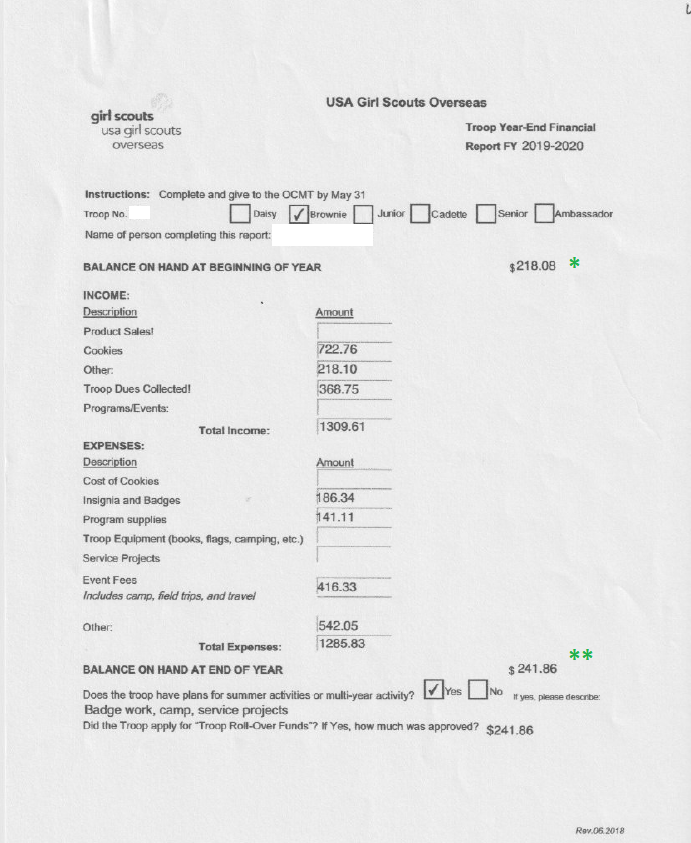 USA Girl Scouts Overseas
girl scouts
usa girl scouts
overseas
Troop Year-End Financial
Report FY 2019-2020
Instructions: Complete and give to the OCMT by May 31
Troop No. Daisy ✓ Brownie Junior Cadette Senior Ambassador
Name of person completing this report:
BALANCE ON HAND AT BEGINNING OF YEAR $218.08 *
INCOME:
Description Amount
Product Sales!
Cookies 722.76
Other: 218.10
Troop Dues Collected! 368.75
Programs/Events:
Total Income: 1309.61
EXPENSES:
Description Amount
Cost of Cookies
Insignia and Badges 186.34
Program supplies 141.11
Troop Equipment (books, flags, camping, etc.)
Service Projects
Event Fees 416.33
Includes camp, field trips, and travel
Other: 542.05
Total Expenses: 1285.83
**
BALANCE ON HAND AT END OF YEAR $ 241.86
Does the troop have plans for summer activities or multi-year activity? ✓ Yes No If yes, please describe:
Badge work, camp, service projects
Did the Troop apply for "Troop Roll-Over Funds"? If Yes, how much was approved? $241.86
Rev.06.2018